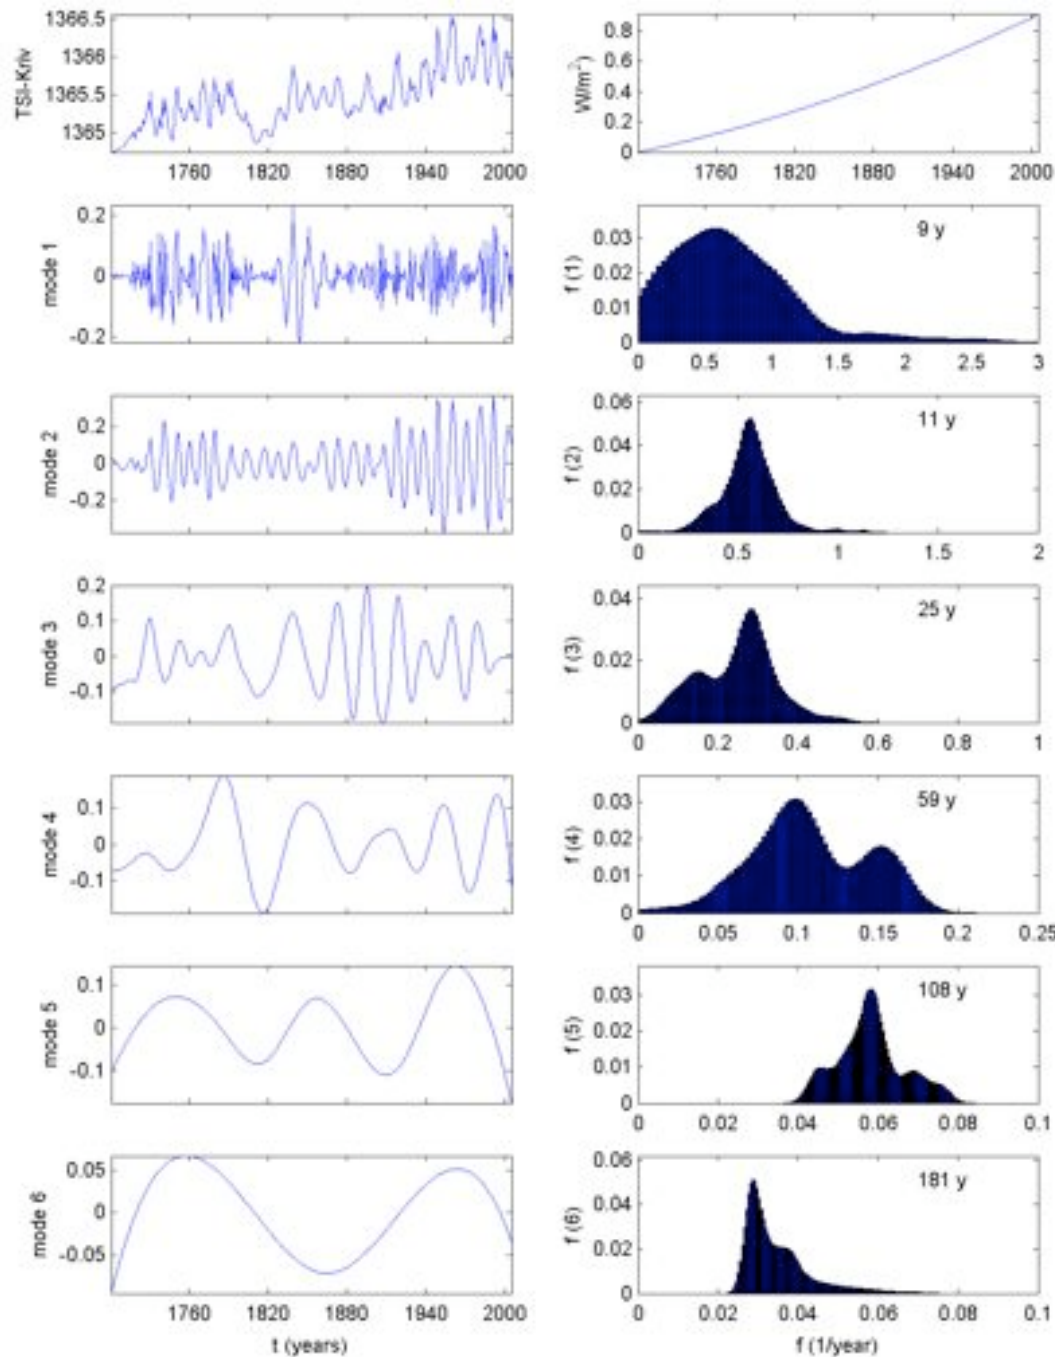 TSI-Kriv
1366.5
1366
1365.5
1365
1760 1820 1880 1940 2000
W/m²
0.8
0.6
0.4
0.2
0
1760 1820 1880 1940 2000
mode 1
0.2
0
-0.2
f (1)
0.03
0.02
0.01
0
9 y
0 0.5 1 1.5 2 2.5 3
mode 2
0.2
0
-0.2
f (2)
0.06
0.04
0.02
0
11 y
0 0.5 1 1.5 2
mode 3
0.2
0.1
0
-0.1
f (3)
0.04
0.02
0
25 y
0 0.2 0.4 0.6 0.8 1
mode 4
0.1
0
-0.1
f (4)
0.03
0.02
0.01
0
59 y
0 0.05 0.1 0.15 0.2 0.25
mode 5
0.1
0
-0.1
f (5)
0.03
0.02
0.01
0
108 y
0 0.02 0.04 0.06 0.08 0.1
mode 6
0.05
0
-0.05
1760 1820 1880 1940 2000
t (years)
f (6)
0.06
0.04
0.02
0
181 y
0 0.02 0.04 0.06 0.08 0.1
f (1/year)